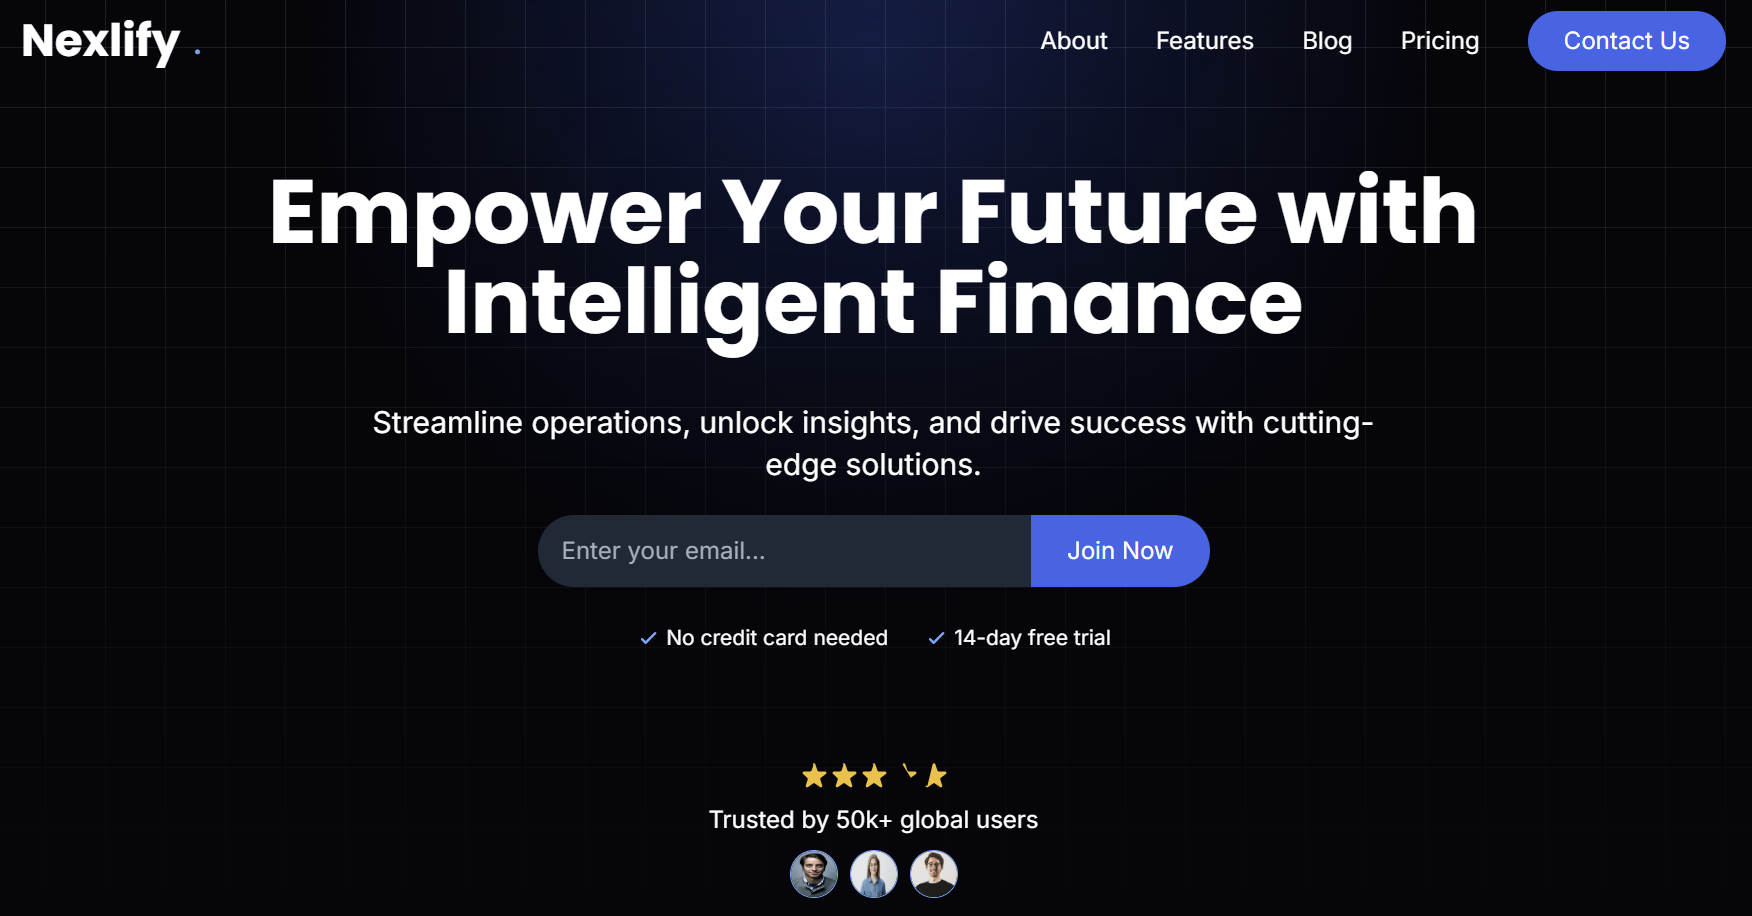 Nexlify .
About Features Blog Pricing Contact Us
Empower Your Future with
Intelligent Finance
Streamline operations, unlock insights, and drive success with cutting-
edge solutions.
Enter your email... Join Now
No credit card needed 14-day free trial
Trusted by 50k+ global users